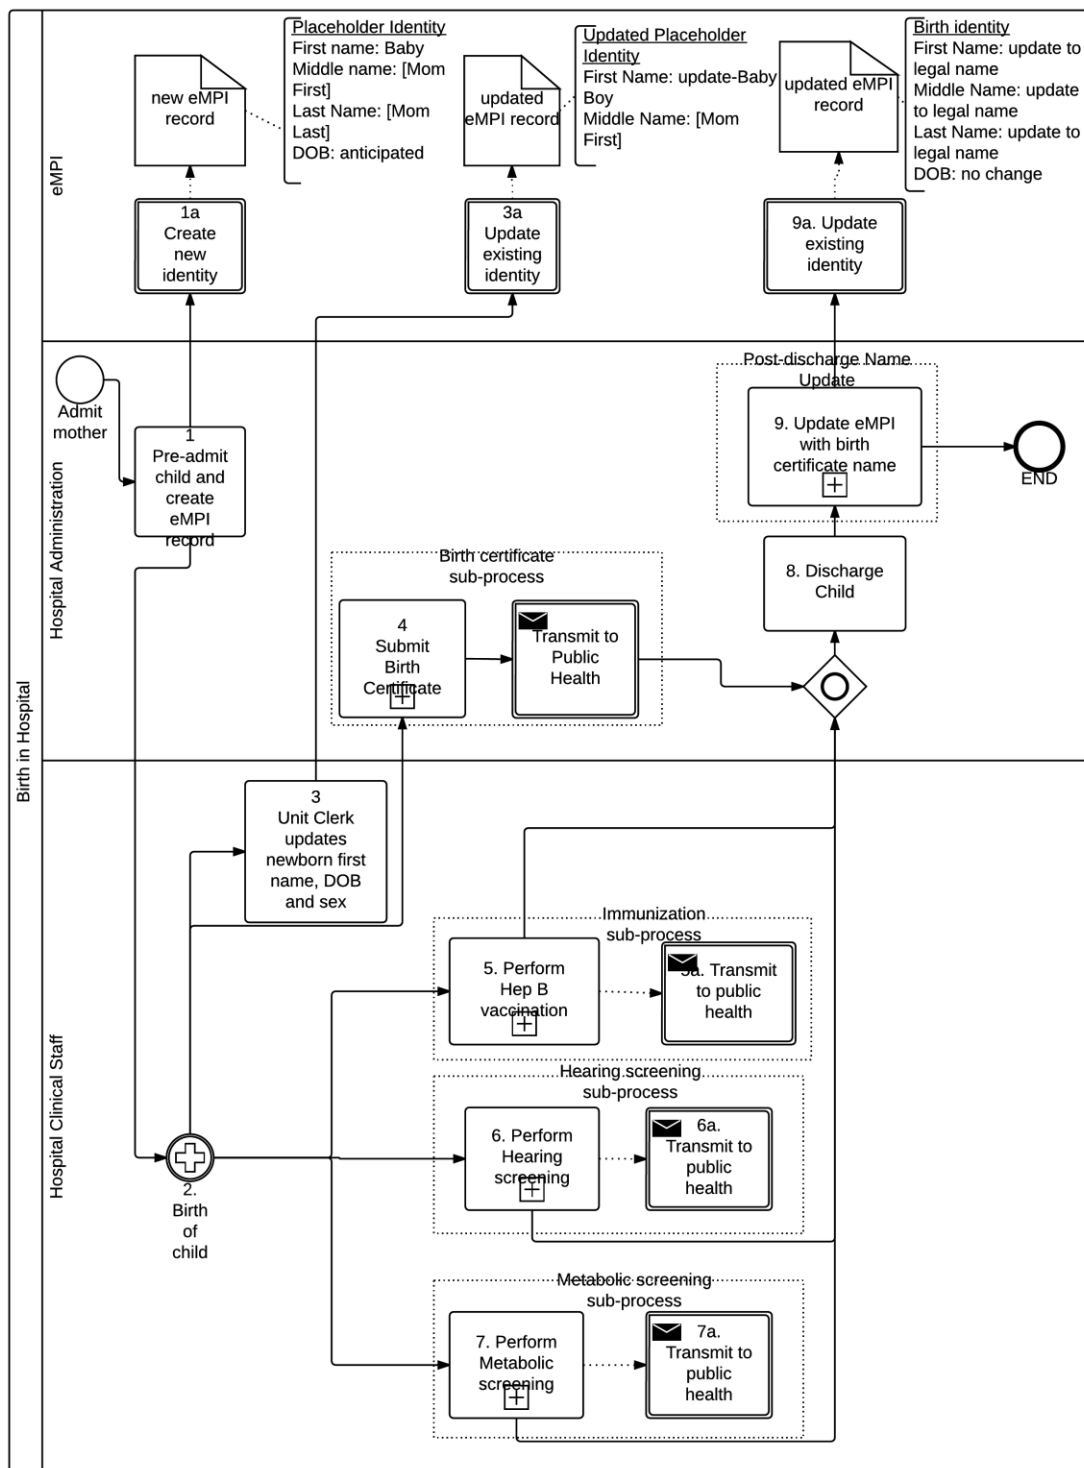 Birth in Hospital
eMPI
new eMPI
record
Placeholder Identity
First name: Baby
Middle name: [Mom
First]
Last Name: [Mom
Last]
DOB: anticipated
updated
eMPI record
Updated Placeholder
Identity
First Name: update-Baby
Boy
Middle Name: [Mom
First]
updated eMPI
record
Birth identity
First Name: update to
legal name
Middle Name: update
to legal name
Last Name: update to
legal name
DOB: no change
1a
Create
new
identity
3a
Update
existing
identity
9a. Update
existing
identity
Hospital Administration
Admit
mother
1
Pre-admit
child and
create
eMPI
record
Post-discharge Name
Update
9. Update eMPI
with birth
certificate name
END
8. Discharge
Child
Birth certificate
sub-process
4
Submit
Birth
Certificate
Transmit to
Public
Health
Hospital Clinical Staff
3
Unit Clerk
updates
newborn first
name, DOB
and sex
Immunization
sub-process
5. Perform
Hep B
vaccination
5a. Transmit
to public
health
Hearing screening
sub-process
6. Perform
Hearing
screening
6a.
Transmit to
public
health
2.
Birth
of
child
Metabolic screening
sub-process
7. Perform
Metabolic
screening
7a.
Transmit to
public
health